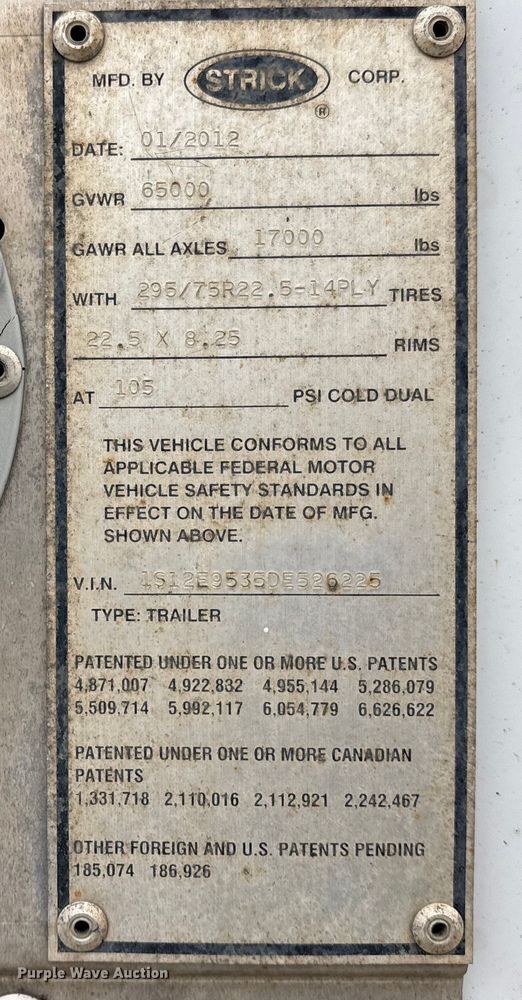 MFD. BY STRICK CORP.
®
DATE: 01/2012
GVWR 65000 lbs
GAWR ALL AXLES 17000 lbs
WITH 295/75R22.5-14PLY TIRES
22.5 X 8.25 RIMS
AT 105 PSI COLD DUAL
THIS VEHICLE CONFORMS TO ALL
APPLICABLE FEDERAL MOTOR
VEHICLE SAFETY STANDARDS IN
EFFECT ON THE DATE OF MFG.
SHOWN ABOVE.
V.I.N. 1S12E9535DE526225
TYPE: TRAILER
PATENTED UNDER ONE OR MORE U.S. PATENTS
4,871,007 4,922,832 4,955,144 5,286,079
5,509,714 5,992,117 6,054,779 6,626,622
PATENTED UNDER ONE OR MORE CANADIAN
PATENTS
1,331,718 2,110,016 2,112,921 2,242,467
OTHER FOREIGN AND U.S. PATENTS PENDING
185,074 186,926
Purple Wave Auction